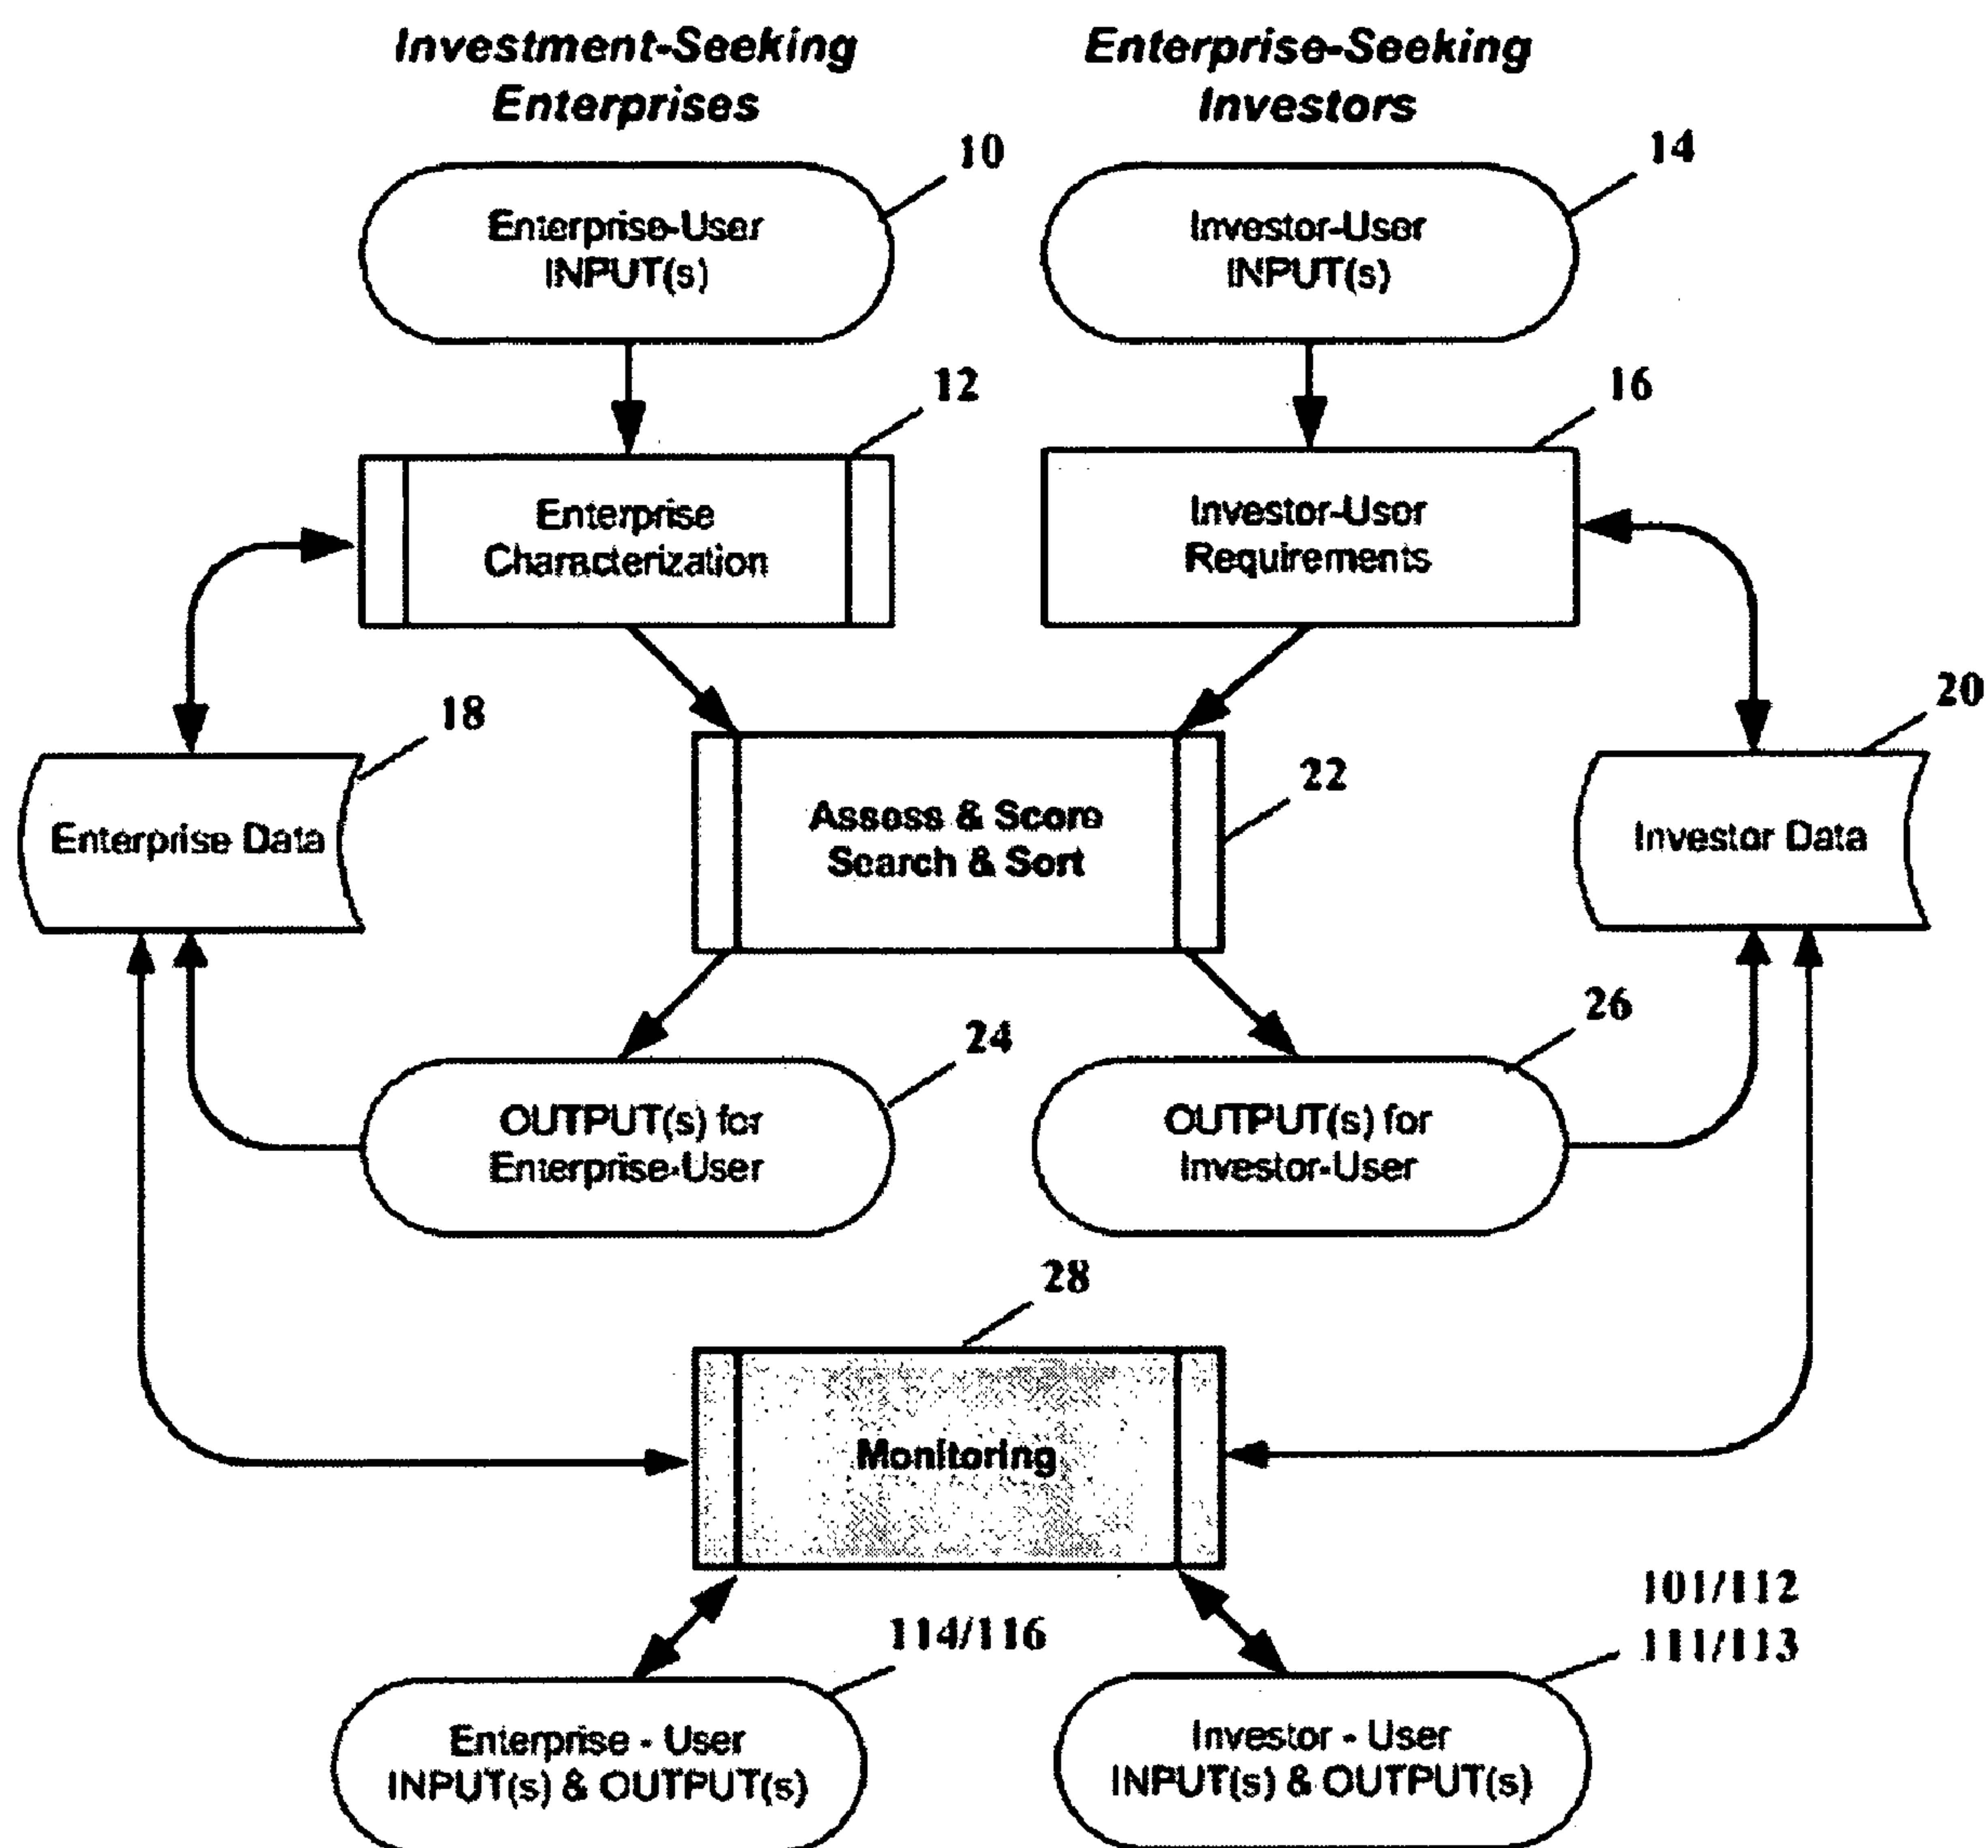 Investment-Seeking
Enterprises
Enterprise-Seeking
Investors
10
14
Enterprise-User
INPUT(s)
Investor-User
INPUT(s)
12
16
Enterprise
Characterization
Investor-User
Requirements
18
20
22
Enterprise Data
Assess & Score
Search & Sort
Investor Data
24
26
OUTPUT(s) for
Enterprise-User
OUTPUT(s) for
Investor-User
28
Monitoring
114/116
101/112
111/113
Enterprise - User
INPUT(s) & OUTPUT(s)
Investor - User
INPUT(s) & OUTPUT(s)